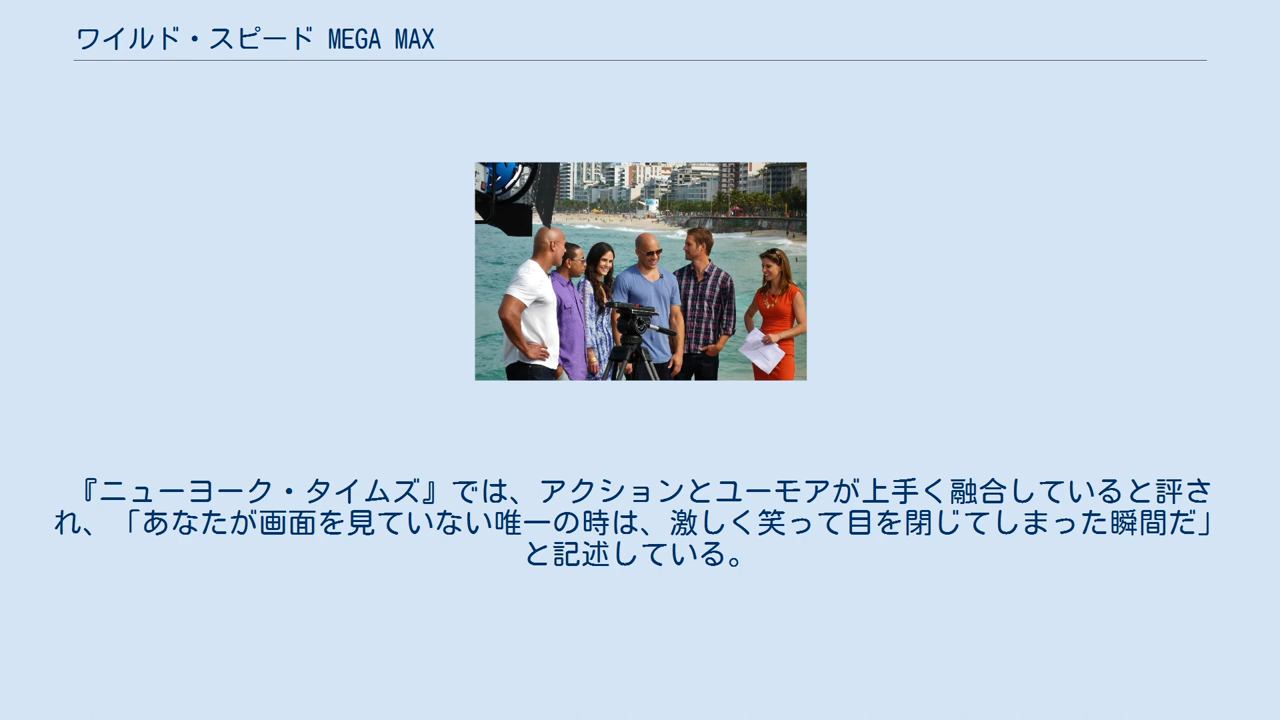 ワイルド・スピード MEGA MAX
『ニューヨーク・タイムズ』では、アクションとユーモアが上手く融合していると評さ
れ、「あなたが画面を見ていない唯一の時は、激しく笑って目を閉じてしまった瞬間だ」
と記述している。